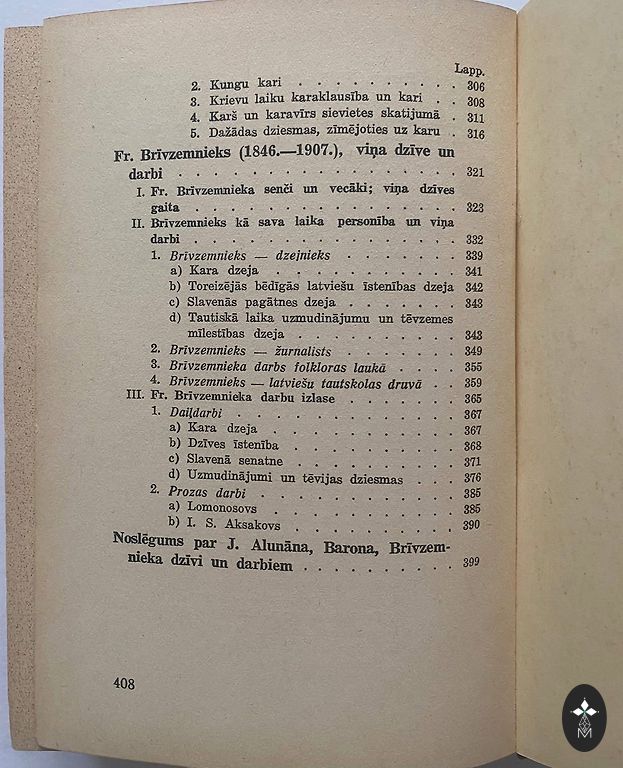 Lapp.
2. Kungu kari . . . . . . . . . . 306
3. Krievu laiku karaklausība un kari . . 308
4. Karš un karavīrs sievietes skatijumā . 311
5. Dažādas dziesmas, zīmējoties uz karu . 316
Fr. Brīvzemnieks (1846.—1907.), viņa dzīve un
darbi . . . . . . . . . . . . . . . . 321
I. Fr. Brīvzemnieka senči un vecāki; viņa dzīves
gaita . . . . . . . . . . . . . . . 323
II. Brīvzemnieks kā sava laika personība un viņa
darbi . . . . . . . . . . . . . . . 332
1. Brīvzemnieks — dzejnieks . . . . . . . 339
a) Kara dzeja . . . . . . . . . . . 341
b) Toreizējās bēdīgās latviešu īstenības dzeja 342
c) Slavenās pagātnes dzeja . . . . . . . 343
d) Tautiskā laika uzmudinājumu un tēvzemes
mīlestības dzeja . . . . . . . . . . 343
2. Brīvzemnieks — žurnalists . . . . . . . 349
3. Brīvzemnieka darbs folkloras laukā . . . . 355
4. Brīvzemnieks — latviešu tautskolas druvā . . 359
III. Fr. Brīvzemnieka darbu izlase . . . . . . . 365
1. Daiļdarbi . . . . . . . . . . . . . 367
a) Kara dzeja . . . . . . . . . . . 367
b) Dzīves īstenība . . . . . . . . . . 368
c) Slavenā senatne . . . . . . . . . . 371
d) Uzmudinājumi un tēvijas dziesmas . . . 376
2. Prozas darbi . . . . . . . . . . . . 385
a) Lomonosovs . . . . . . . . . . . 385
b) I. S. Aksakovs . . . . . . . . . . 390
Noslēgums par J. Alunāna, Barona, Brīvzem-
nieka dzīvi un darbiem . . . . . . . . . 399
408
M